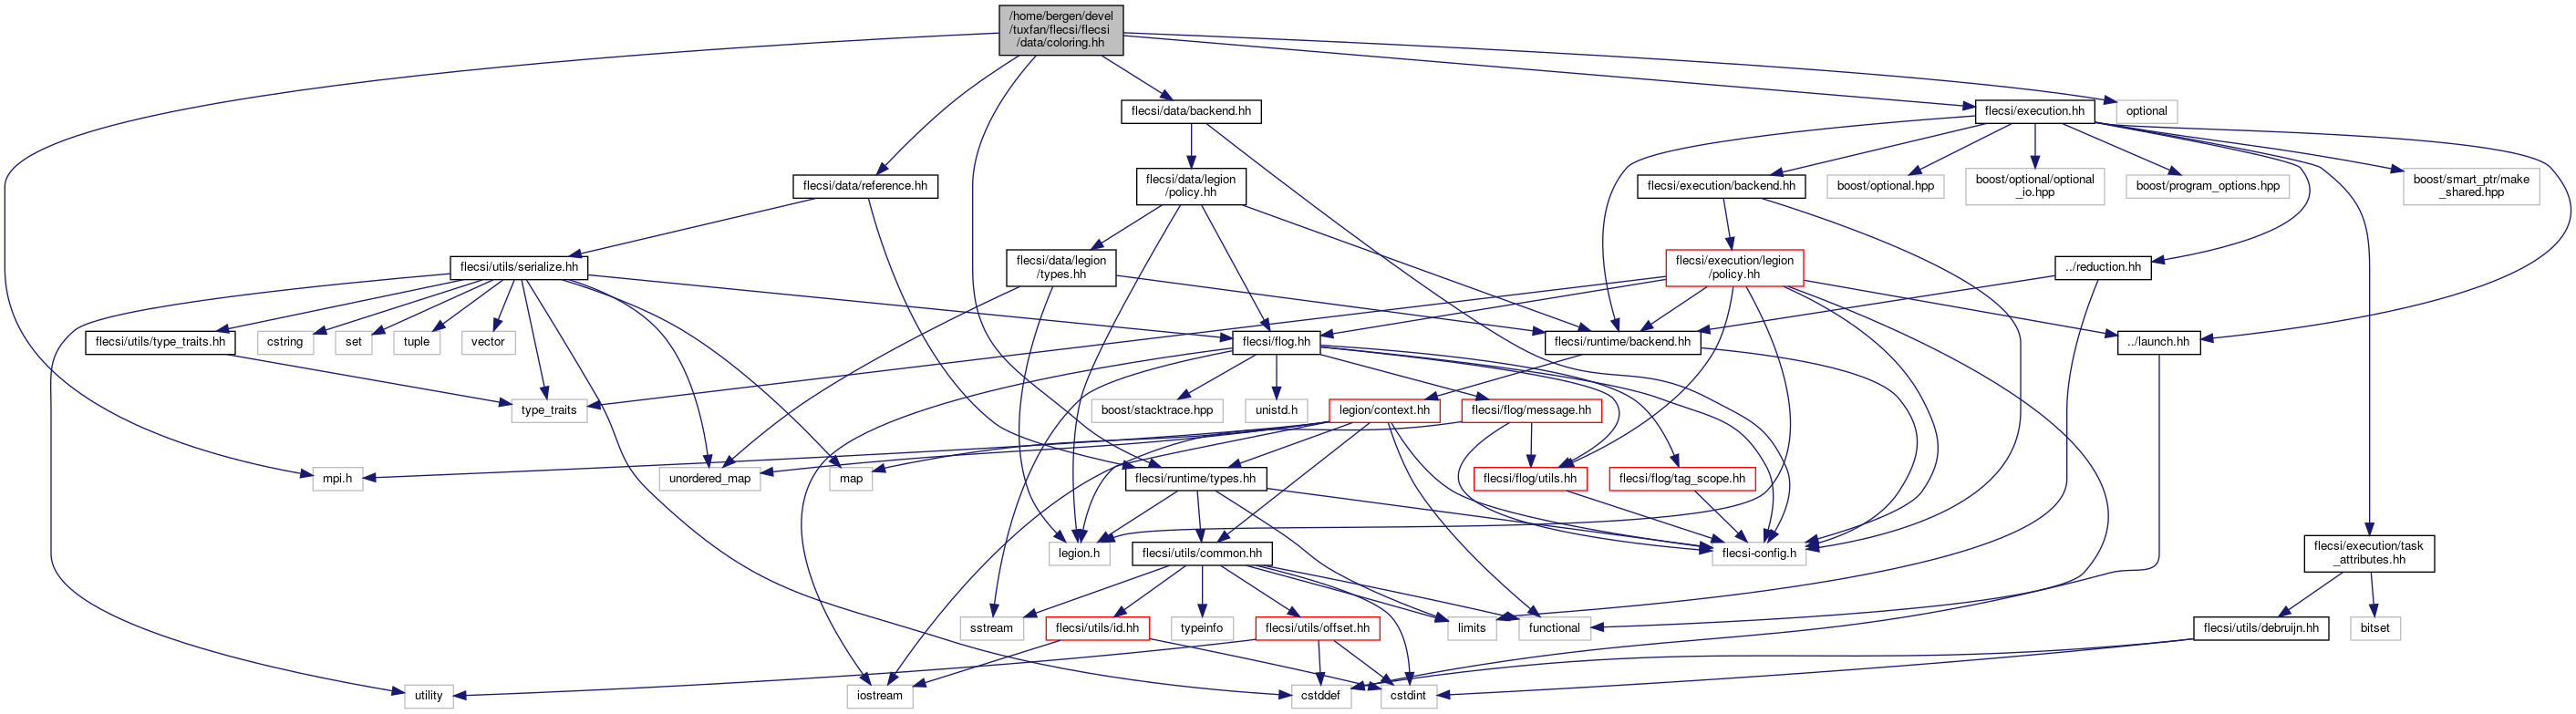 /home/bergen/devel
/tuxfan/flecsi/flecsi
/data/coloring.hh
flecsi/data/backend.hh
flecsi/execution.hh
optional
flecsi/data/reference.hh
flecsi/data/legion
/policy.hh
flecsi/execution/backend.hh
boost/optional.hpp
boost/optional/optional
_io.hpp
boost/program_options.hpp
boost/smart_ptr/make
_shared.hpp
flecsi/utils/serialize.hh
flecsi/data/legion
/types.hh
flecsi/execution/legion
/policy.hh
../reduction.hh
flecsi/utils/type_traits.hh
cstring
set
tuple
vector
flecsi/flog.hh
flecsi/runtime/backend.hh
../launch.hh
type_traits
boost/stacktrace.hpp
unistd.h
legion/context.hh
flecsi/flog/message.hh
mpi.h
unordered_map
map
flecsi/runtime/types.hh
flecsi/flog/utils.hh
flecsi/flog/tag_scope.hh
legion.h
flecsi/utils/common.hh
flecsi-config.h
flecsi/execution/task
_attributes.hh
sstream
flecsi/utils/id.hh
typeinfo
flecsi/utils/offset.hh
limits
functional
flecsi/utils/debruijn.hh
bitset
utility
iostream
cstddef
cstdint